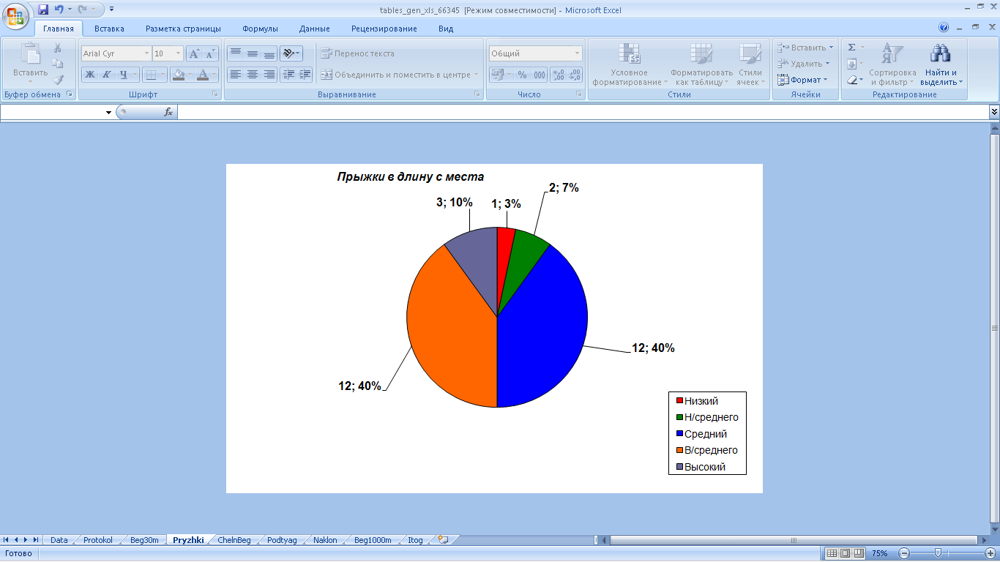 tables_gen_xls_66345 [Режим совместимости] - Microsoft Excel
Главная Вставка Разметка страницы Формулы Данные Рецензирование Вид
Вставить
Буфер обмена
Arial Cyr 10
Ж К Ч
Шрифт
Перенос текста
Объединить и поместить в центре
Выравнивание
Общий
% 000
Число
Условное форматирование
Форматировать как таблицу
Стили ячеек
Стили
Вставить
Удалить
Формат
Ячейки
Сортировка и фильтр
Найти и выделить
Редактирование
Прыжки в длину с места
3; 10%
1; 3%
2; 7%
12; 40%
12; 40%
Низкий
Н/среднего
Средний
В/среднего
Высокий
Data Protokol Beg30m Pryzhki ChelnBeg Podtyag Naklon Beg1000m Itog
Готово 75%